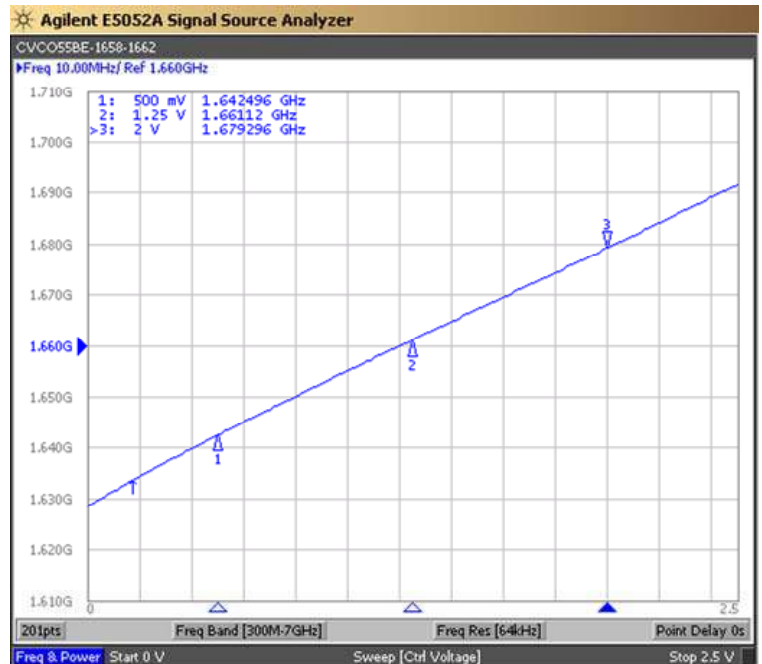 Agilent E5052A Signal Source Analyzer
CVCO55BE-1658-1662
▶Freq 10.00MHz/ Ref 1.660GHz
1.710G
1: 500 mV 1.642496 GHz
2: 1.25 V 1.66112 GHz
>3: 2 V 1.679296 GHz
1.700G
1.690G
3
1.680G
1.670G
1.660G
2
1.650G
1.640G
1
1.630G
1.620G
1.610G
0 2.5
201pts Freq Band [300M-7GHz] Freq Res [64kHz] Point Delay 0s
Freq & Power Start 0 V Sweep [Ctrl Voltage] Stop 2.5 V